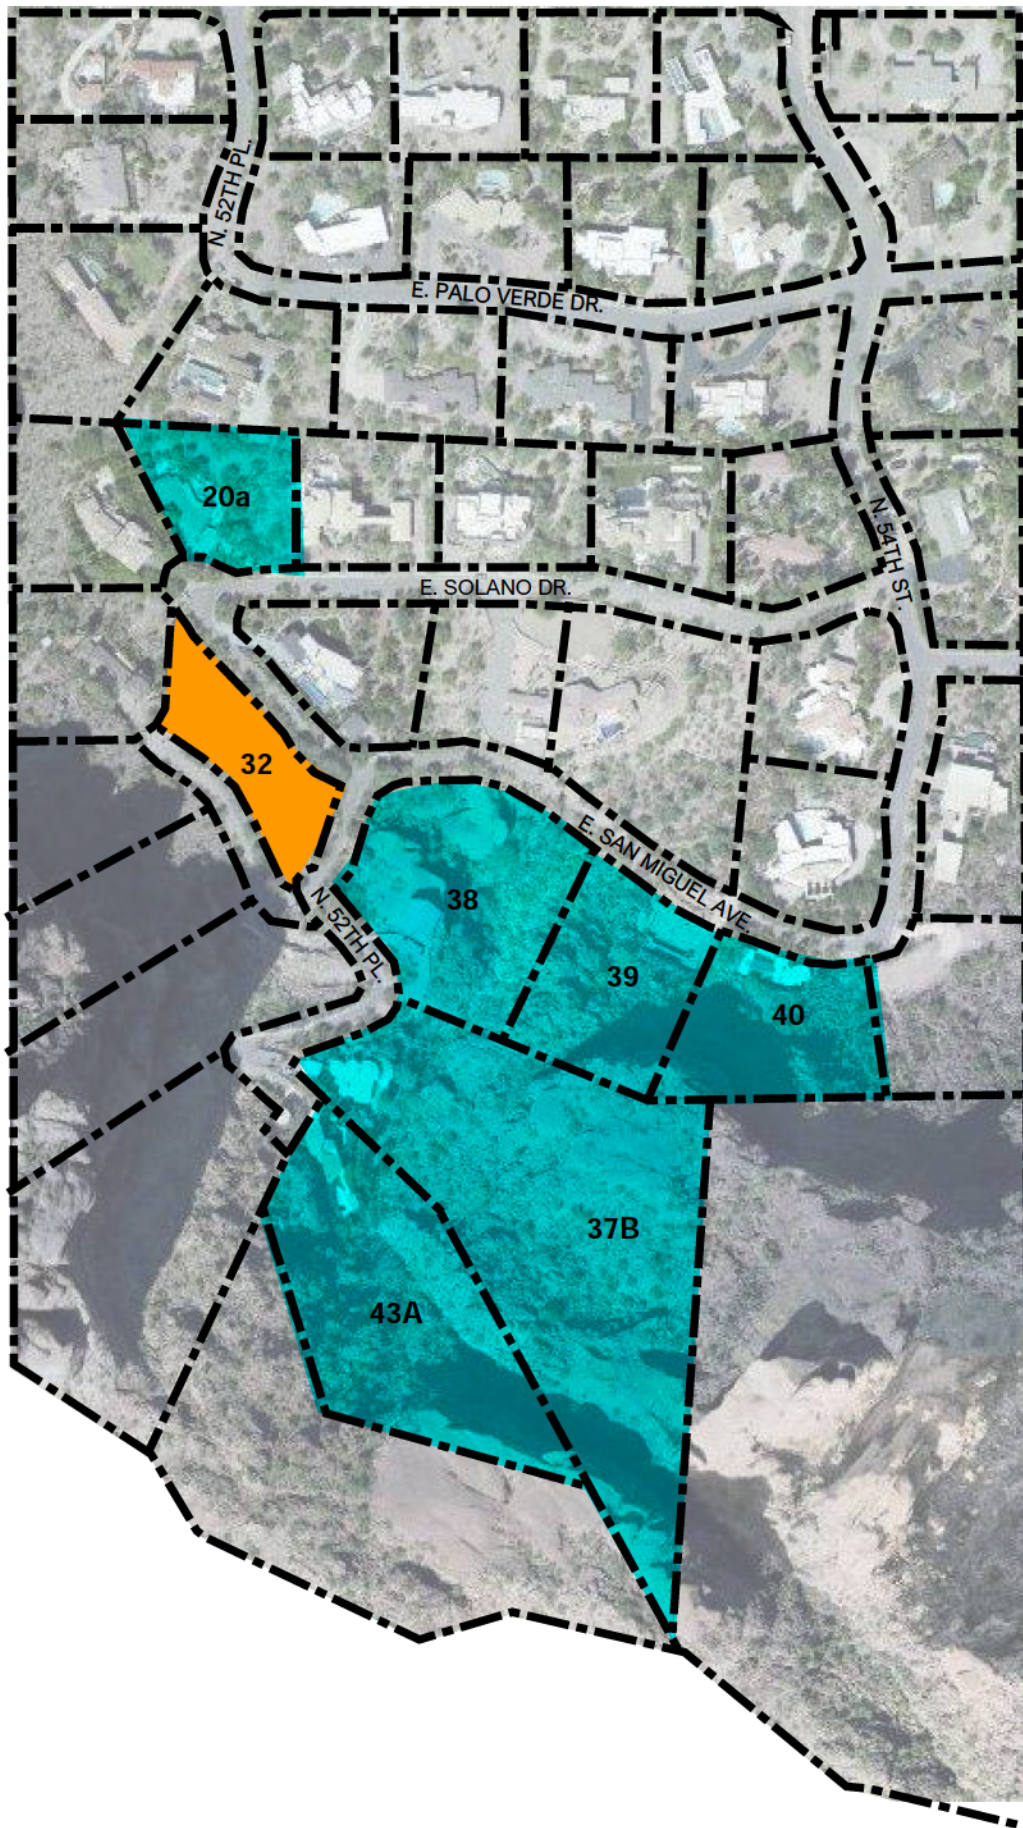 N. 52TH PL.
E. PALO VERDE DR.
20a
N. 54TH ST.
E. SOLANO DR.
32
E. SAN MIGUEL AVE.
38
N. 52TH PL.
39
40
37B
43A